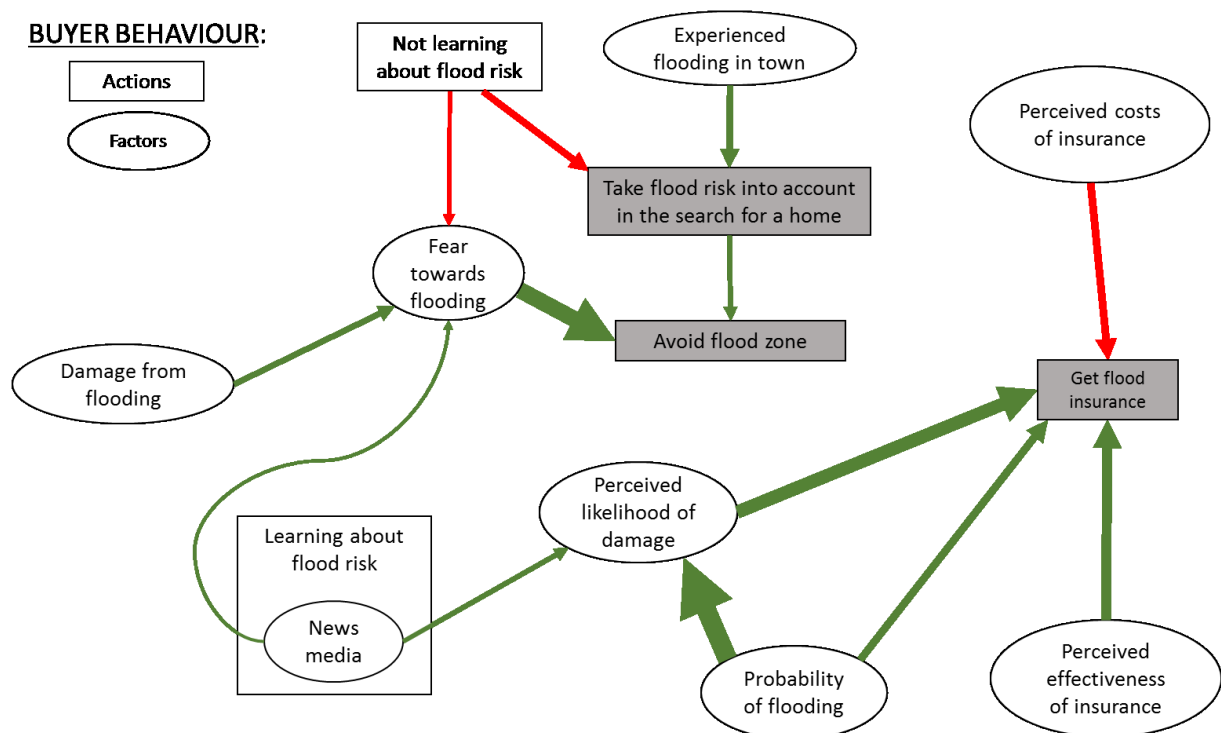 BUYER BEHAVIOUR:
Actions
Factors
Not learning
about flood risk
Experienced
flooding in town
Perceived costs
of insurance
Take flood risk into account
in the search for a home
Fear
towards
flooding
Avoid flood zone
Damage from
flooding
Get flood
insurance
Perceived
likelihood of
damage
Learning about
flood risk
News
media
Probability
of flooding
Perceived
effectiveness
of insurance